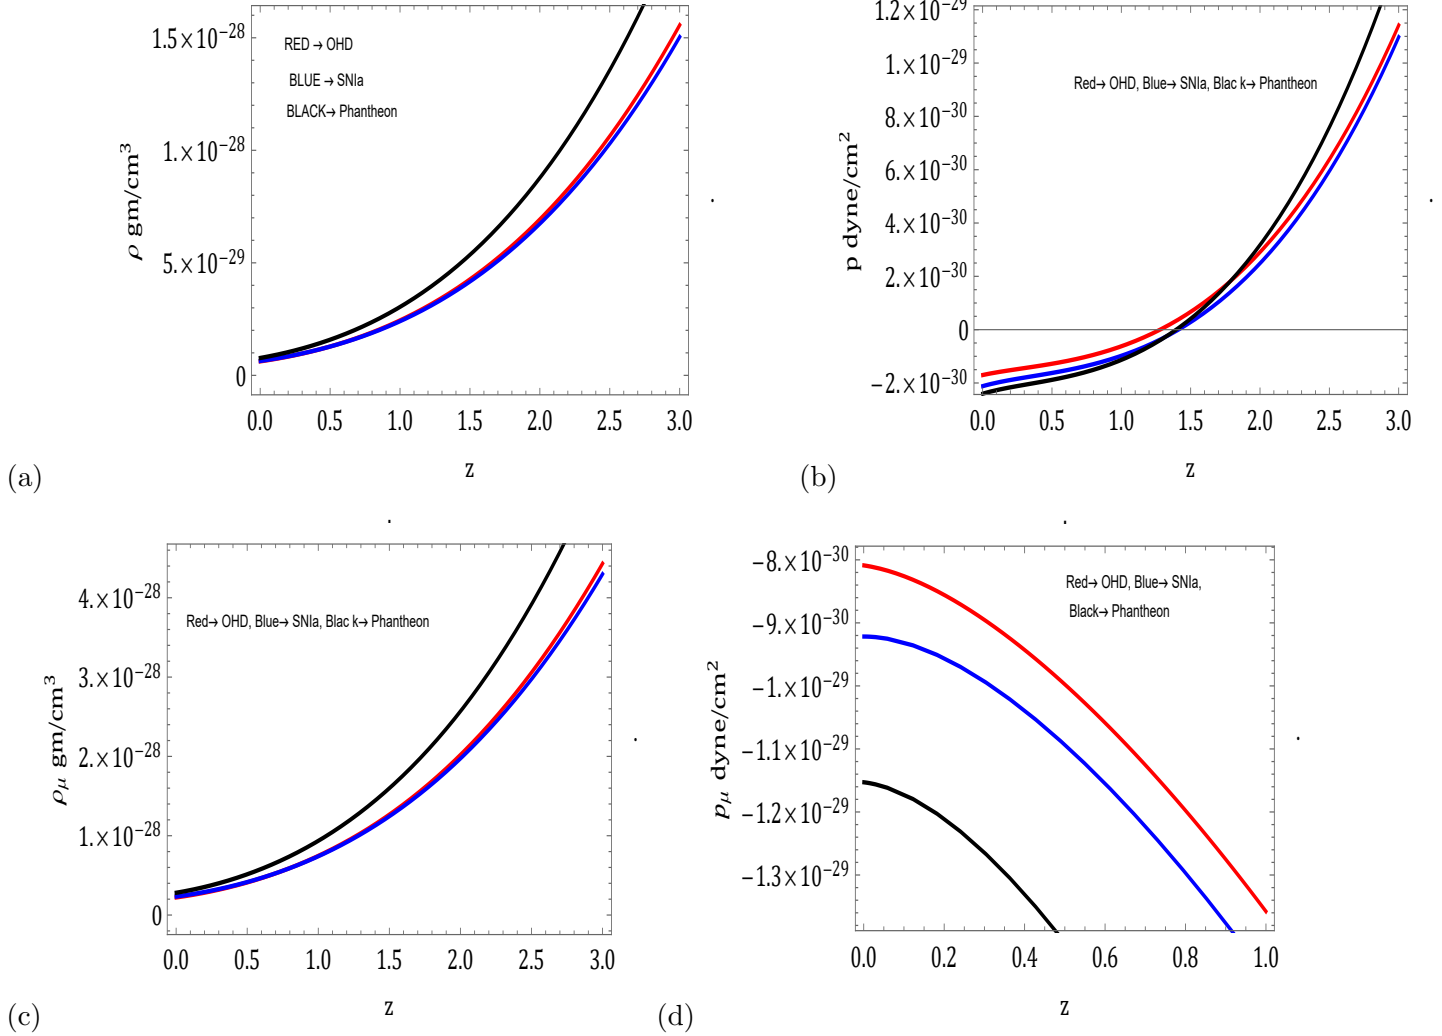 1.5×10⁻²⁸
1.×10⁻²⁸
5.×10⁻²⁹
0
ρ gm/cm³
RED → OHD
BLUE → SNIa
BLACK→ Phantheon
0.0 0.5 1.0 1.5 2.0 2.5 3.0
z
(a)
1.2×10⁻²⁹
1.×10⁻²⁹
8.×10⁻³⁰
6.×10⁻³⁰
4.×10⁻³⁰
2.×10⁻³⁰
0
−2.×10⁻³⁰
p dyne/cm²
Red→ OHD, Blue→ SNIa, Blac k→ Phantheon
0.0 0.5 1.0 1.5 2.0 2.5 3.0
z
(b)
4.×10⁻²⁸
3.×10⁻²⁸
2.×10⁻²⁸
1.×10⁻²⁸
0
ρμ gm/cm³
Red→ OHD, Blue→ SNIa, Blac k→ Phantheon
0.0 0.5 1.0 1.5 2.0 2.5 3.0
z
(c)
−8.×10⁻³⁰
−9.×10⁻³⁰
−1.×10⁻²⁹
−1.1×10⁻²⁹
−1.2×10⁻²⁹
−1.3×10⁻²⁹
pμ dyne/cm²
Red→ OHD, Blue→ SNIa,
Black→ Phantheon
0.0 0.2 0.4 0.6 0.8 1.0
z
(d)